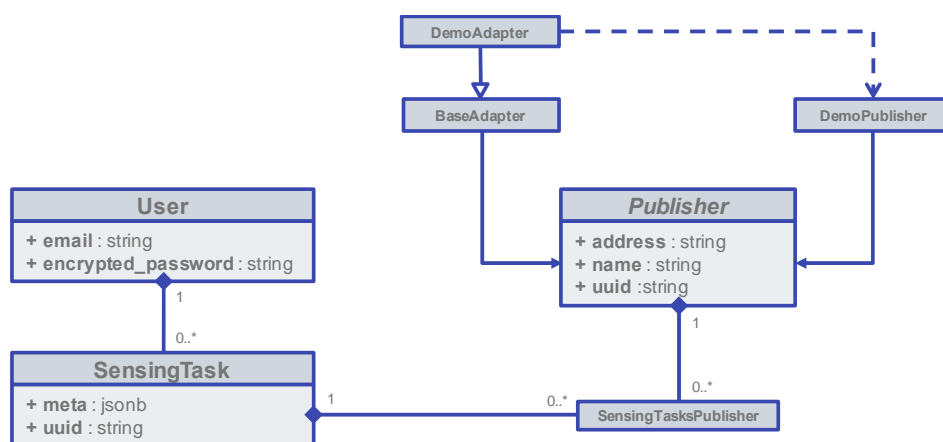 DemoAdapter
BaseAdapter
DemoPublisher
User
+ email : string
+ encrypted_password : string
Publisher
+ address : string
+ name : string
+ uuid :string
1
0..*
1
0..*
SensingTask
+ meta : jsonb
+ uuid : string
1
0..*
SensingTasksPublisher